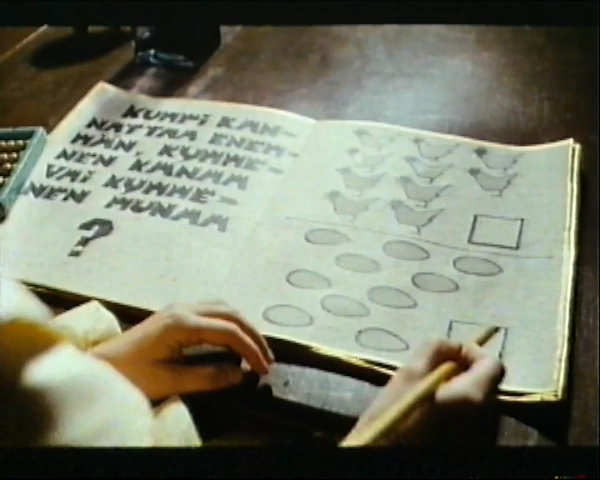 KUMPI KAN-
NATTAA ENEM-
MÄN, KYMME-
NEN KANAA
VAI KYMME-
NEN MUNAA
?